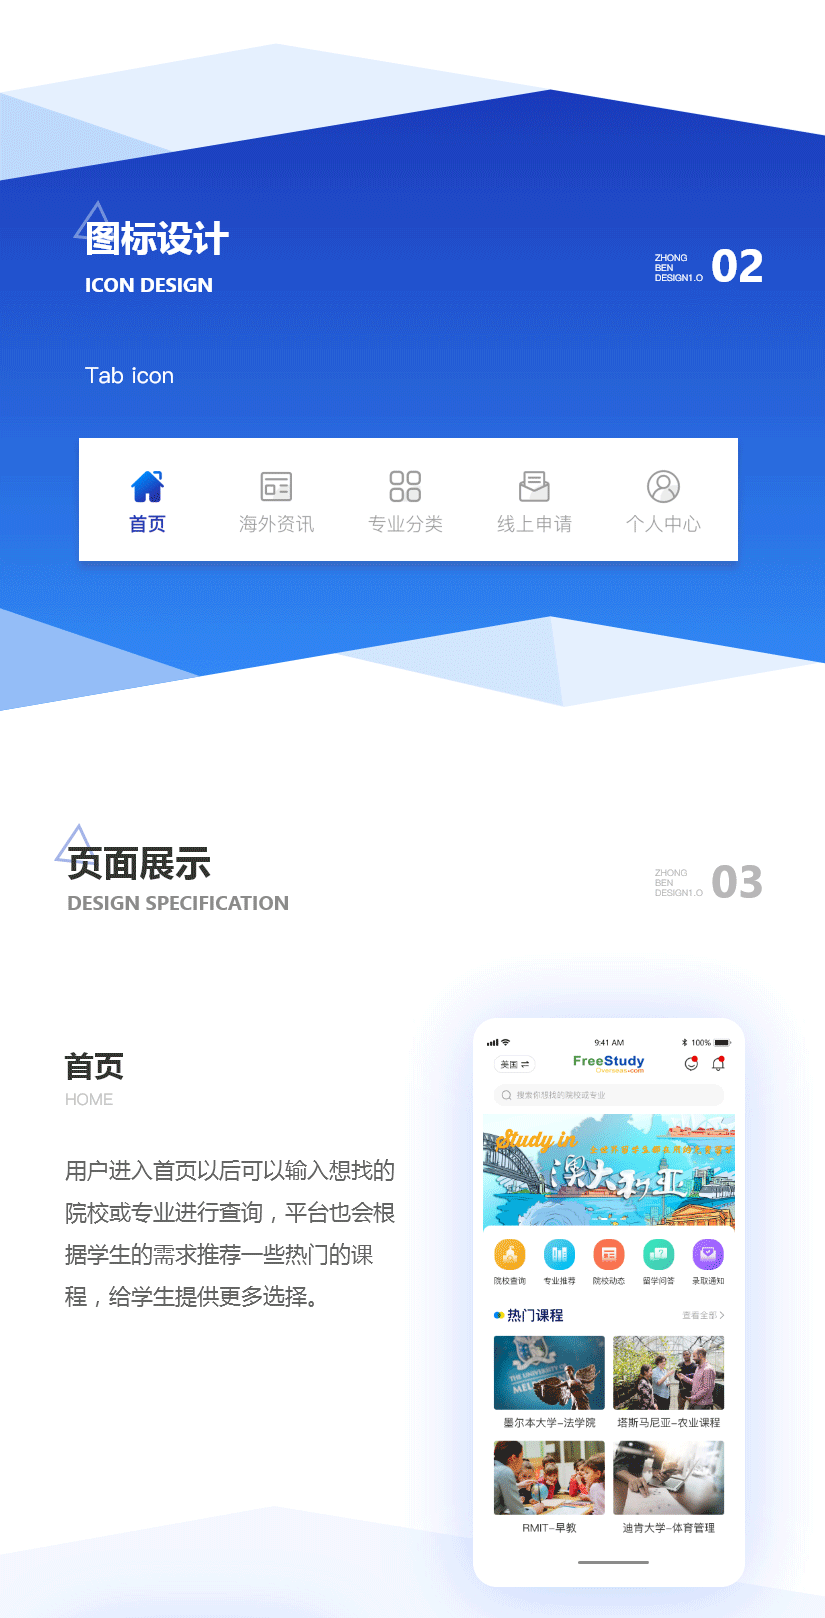 图标设计
ICON DESIGN
ZHONG
BEN
DESIGN1.O
02
Tab icon
首页
海外资讯
专业分类
线上申请
个人中心
页面展示
DESIGN SPECIFICATION
ZHONG
BEN
DESIGN1.O
03
首页
HOME
用户进入首页以后可以输入想找的
院校或专业进行查询，平台也会根
据学生的需求推荐一些热门的课
程，给学生提供更多选择。
9:41 AM
100%
美国
FreeStudy
Overseas.com
搜索你想找的院校或专业
Study in
澳大利亚
院校查询
专业推荐
院校动态
留学问答
录取通知
热门课程
查看全部
THE UNIVERSITY OF
MEL
墨尔本大学-法学院
塔斯马尼亚-农业课程
RMIT-早教
迪肯大学-体育管理